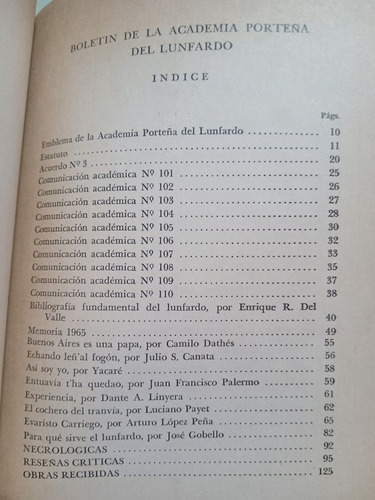 BOLETIN DE LA ACADEMIA PORTEÑA
DEL LUNFARDO
INDICE
Págs.
Emblema de la Academia Porteña del Lunfardo .................. 10
Estatuto .................. 11
Acuerdo Nº 3 .................. 20
Comunicación académica Nº 101 .................. 25
Comunicación académica Nº 102 .................. 26
Comunicación académica Nº 103 .................. 27
Comunicación académica Nº 104 .................. 28
Comunicación académica Nº 105 .................. 30
Comunicación académica Nº 106 .................. 32
Comunicación académica Nº 107 .................. 33
Comunicación académica Nº 108 .................. 35
Comunicación académica Nº 109 .................. 37
Comunicación académica Nº 110 .................. 38
Bibliografía fundamental del lunfardo, por Enrique R. Del
Valle .................. 40
Memoria 1965 .................. 49
Buenos Aires es una papa, por Camilo Dathés .................. 55
Echando leñ'al fogón, por Julio S. Canata .................. 56
Así soy yo, por Yacaré .................. 58
Entuavía t'ha quedao, por Juan Francisco Palermo .................. 59
Experiencia, por Dante A. Linyera .................. 61
El cochero del tranvía, por Luciano Payet .................. 62
Evaristo Carriego, por Arturo López Peña .................. 65
Para qué sirve el lunfardo, por José Gobello .................. 82
NECROLOGICAS .................. 92
RESEÑAS CRITICAS .................. 95
OBRAS RECIBIDAS .................. 125